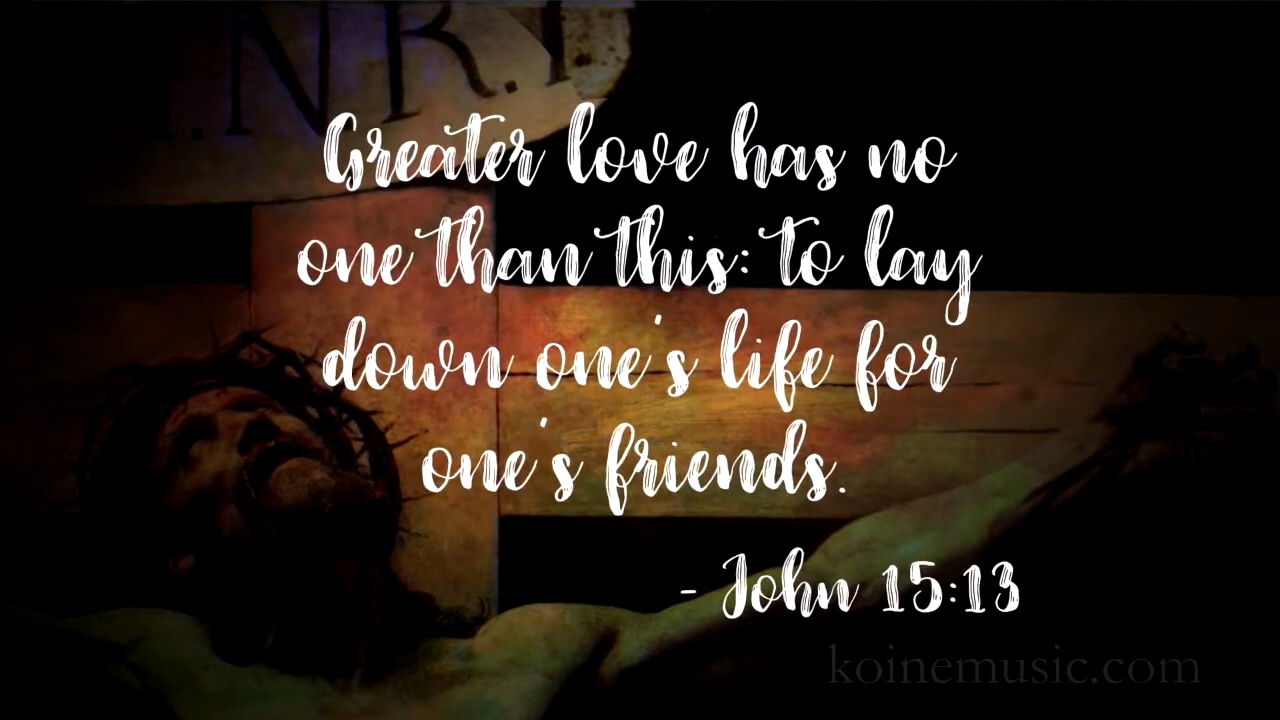 I.N.R.I
Greater love has no
one than this: to lay
down one's life for
one's friends.
- John 15:13
koinemusic.com